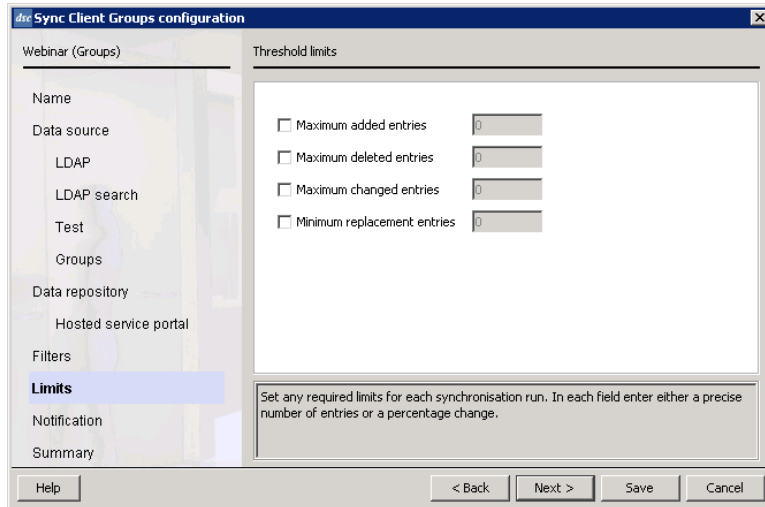 dsc Sync Client Groups configuration
Webinar (Groups)
Threshold limits
Name
Data source
LDAP
LDAP search
Test
Groups
Data repository
Hosted service portal
Filters
Limits
Notification
Summary
Maximum added entries 0
Maximum deleted entries 0
Maximum changed entries 0
Minimum replacement entries 0
Set any required limits for each synchronisation run. In each field enter either a precise
number of entries or a percentage change.
Help
< Back
Next >
Save
Cancel